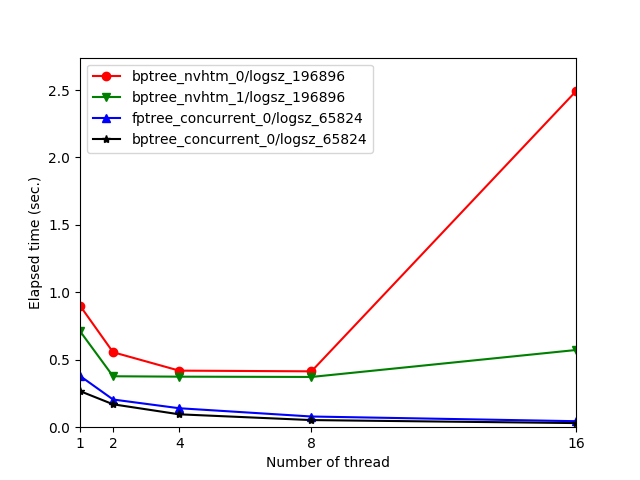 bptree_nvhtm_0/logsz_196896
bptree_nvhtm_1/logsz_196896
fptree_concurrent_0/logsz_65824
bptree_concurrent_0/logsz_65824
Elapsed time (sec.)
2.5
2.0
1.5
1.0
0.5
0.0
1 2 4 8 16
Number of thread